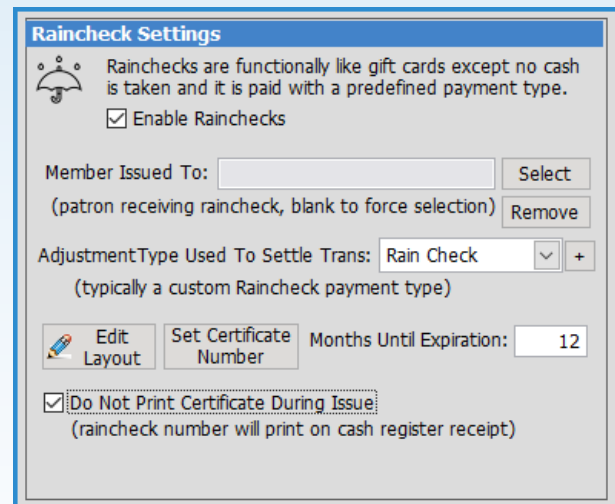 Raincheck Settings
Rainchecks are functionally like gift cards except no cash
is taken and it is paid with a predefined payment type.
Enable Rainchecks
Member Issued To: Select
(patron receiving raincheck, blank to force selection) Remove
AdjustmentType Used To Settle Trans: Rain Check +
(typically a custom Raincheck payment type)
Edit Layout Set Certificate Number Months Until Expiration: 12
Do Not Print Certificate During Issue
(raincheck number will print on cash register receipt)